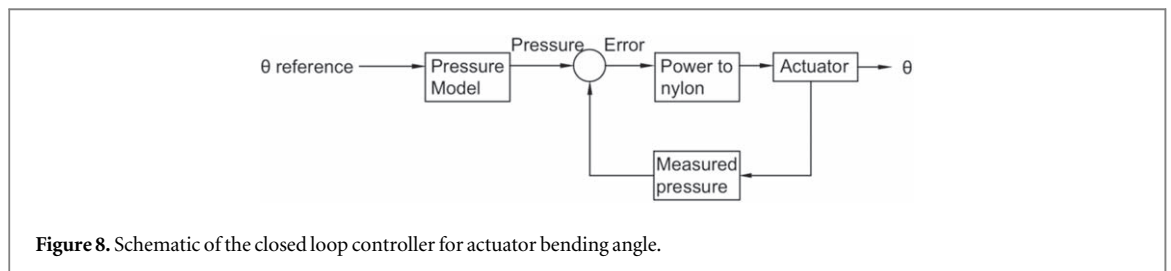 Pressure Error
θ reference
Pressure
Model
Power to
nylon
Actuator
θ
Measured
pressure
Figure 8. Schematic of the closed loop controller for actuator bending angle.